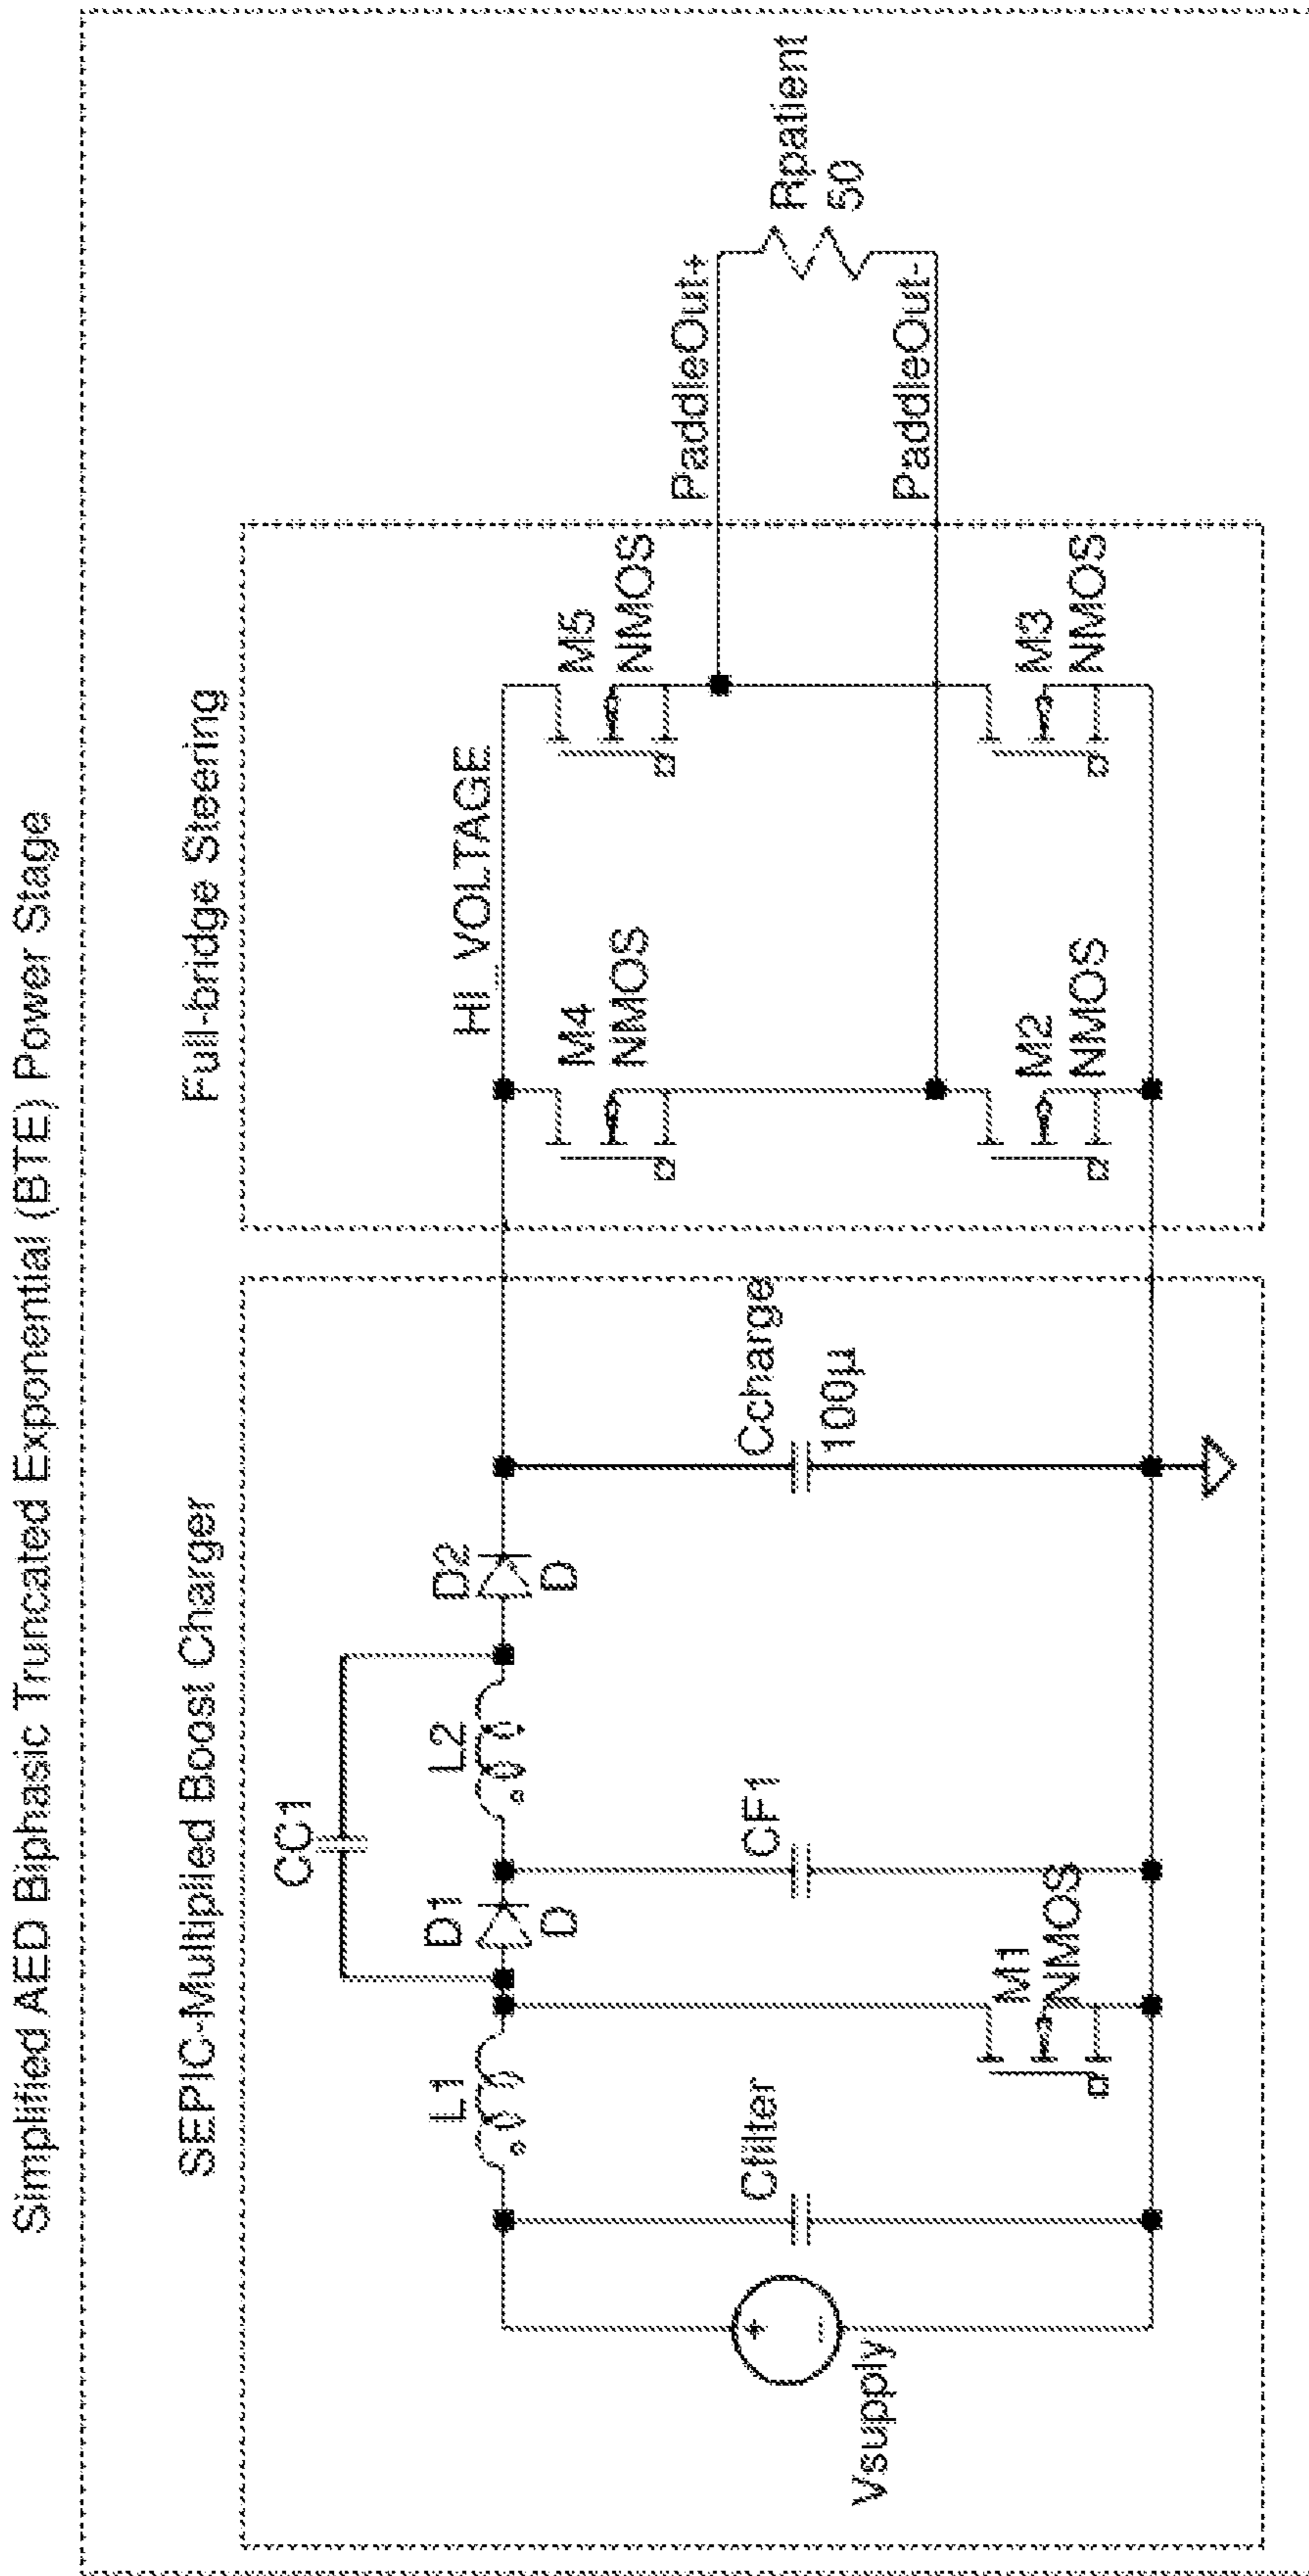 Simplified AED Biphasic Truncated Exponential (BTE) Power Stage
SEPIC-Multiplied Boost Charger
Full-bridge Steering
CC1
L1
D1
D
L2
D2
D
HI_VOLTAGE
Vsupply
+
-
Cfilter
M1
NMOS
CF1
Ccharge
100µ
M4
NMOS
M5
NMOS
M2
NMOS
M3
NMOS
PaddleOut+
PaddleOut-
Rpatient
50